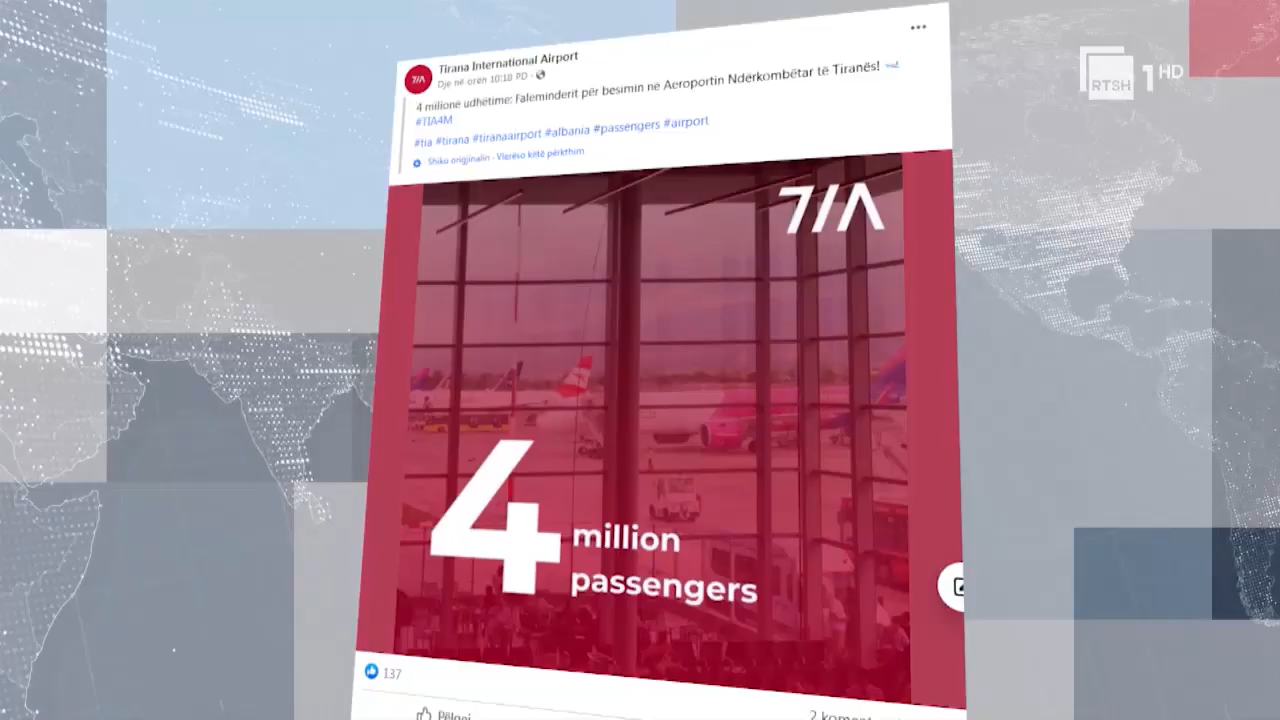 Tirana International Airport
Dje në orën 10:18 PD
4 milionë udhëtime: Faleminderit për besimin në Aeroportin Ndërkombëtar të Tiranës!
#TIA4M
#tia #tirana #tiranaairport #albania #passengers #airport
Shiko origjinalin · Vlerëso këtë përkthim
TIA
4 million
passengers
137
Pëlqej
2 koment
RTSH 1 HD